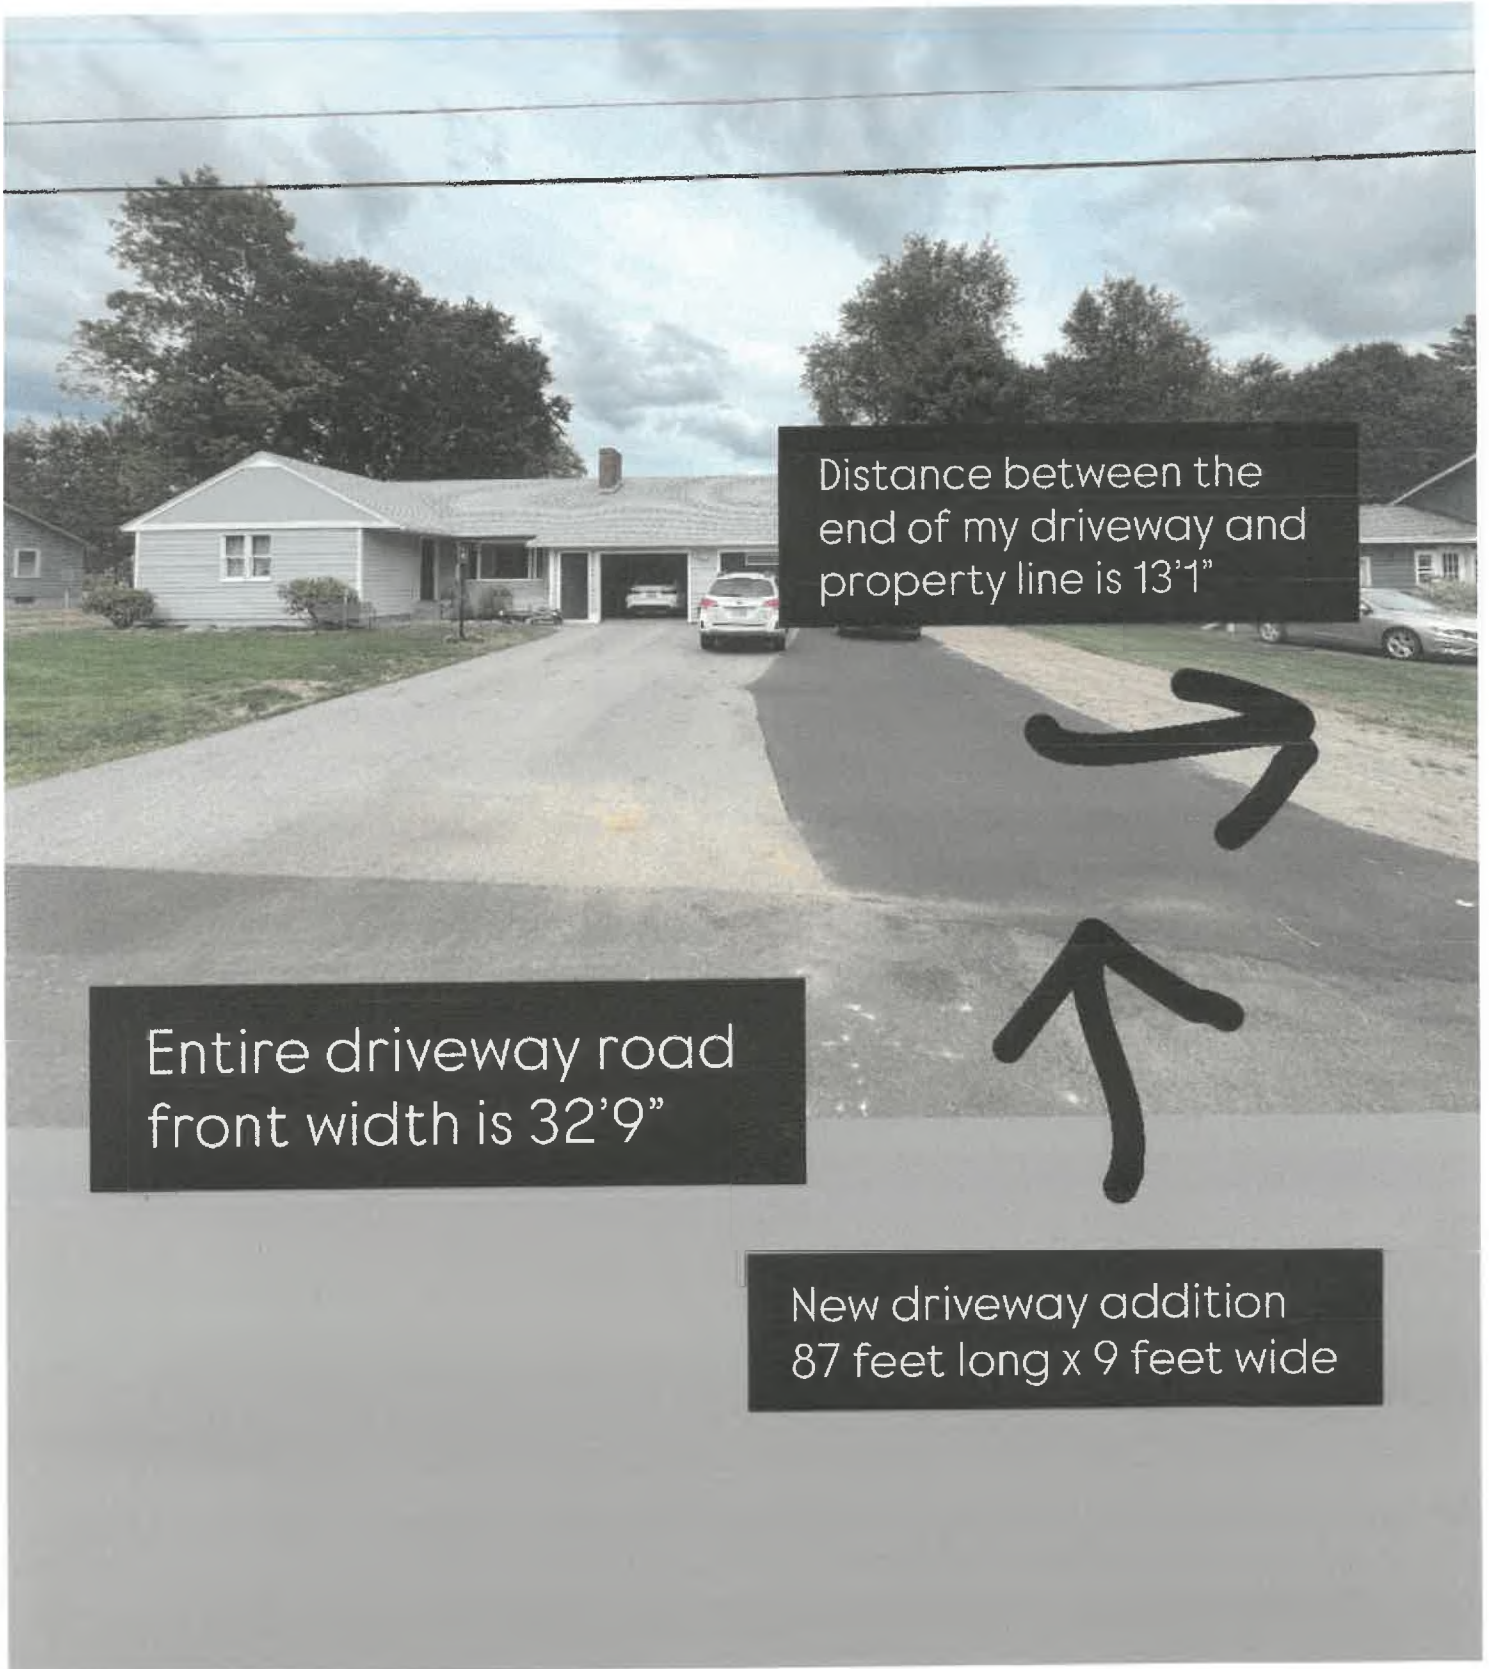 Distance between the
end of my driveway and
property line is 13'1"
Entire driveway road
front width is 32'9"
New driveway addition
87 feet long x 9 feet wide